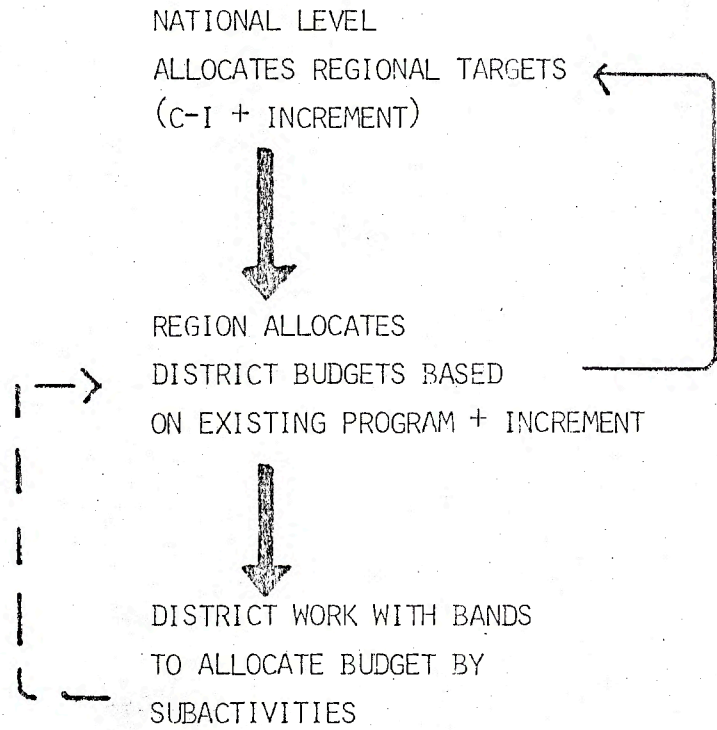 NATIONAL LEVEL
ALLOCATES REGIONAL TARGETS
(C-I + INCREMENT)
REGION ALLOCATES
DISTRICT BUDGETS BASED
ON EXISTING PROGRAM + INCREMENT
DISTRICT WORK WITH BANDS
TO ALLOCATE BUDGET BY
SUBACTIVITIES